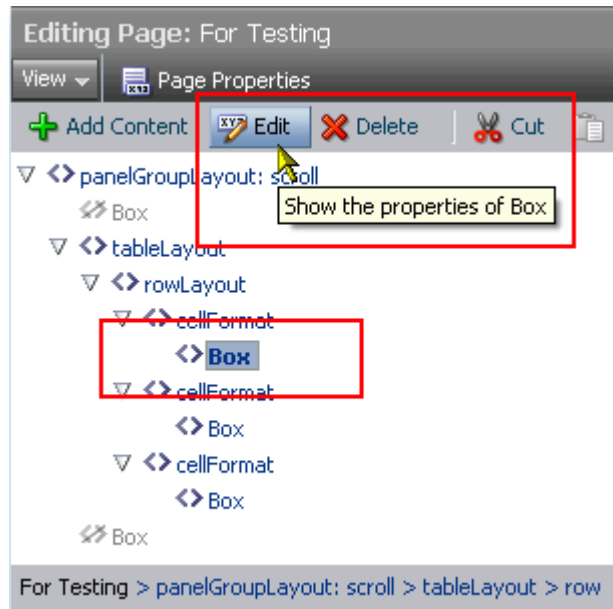 Editing Page: For Testing
View Page Properties
Add Content Edit Delete Cut
panelGroupLayout: scroll
Box
Show the properties of Box
tableLayout
rowLayout
cellFormat
Box
cellFormat
Box
cellFormat
Box
Box
For Testing > panelGroupLayout: scroll > tableLayout > row